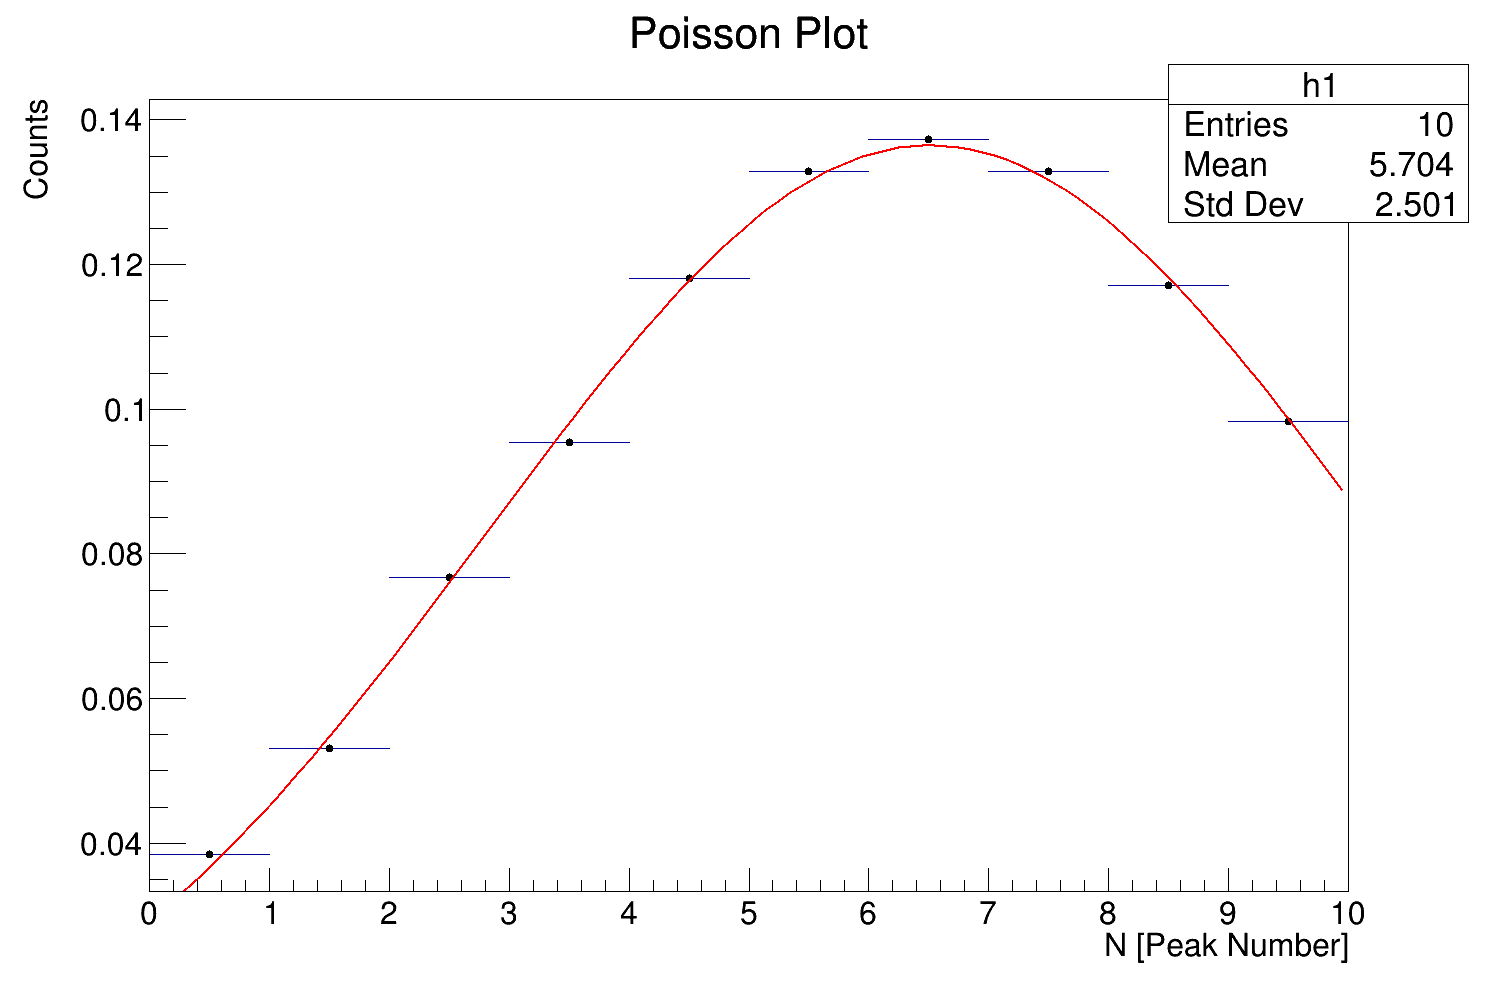 Poisson Plot
h1
Entries 10
Mean 5.704
Std Dev 2.501
Counts
0.14
0.12
0.1
0.08
0.06
0.04
0 1 2 3 4 5 6 7 8 9 10
N [Peak Number]